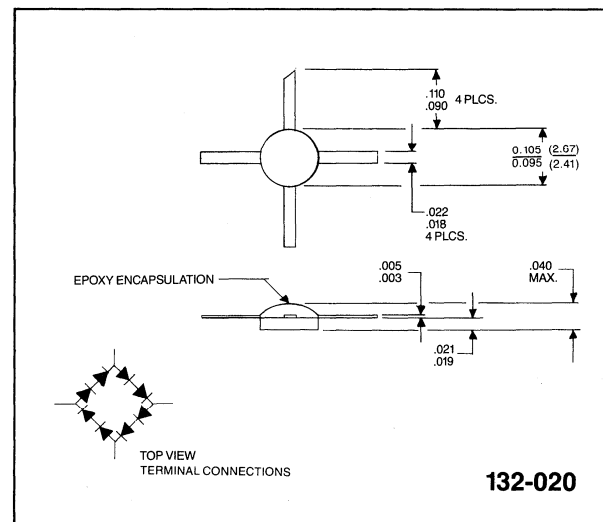 .110
.090 4 PLCS.
0.105 (2.67)
0.095 (2.41)
.022
.018
4 PLCS.
EPOXY ENCAPSULATION
.005
.003
.040
MAX.
.021
.019
TOP VIEW
TERMINAL CONNECTIONS
132-020